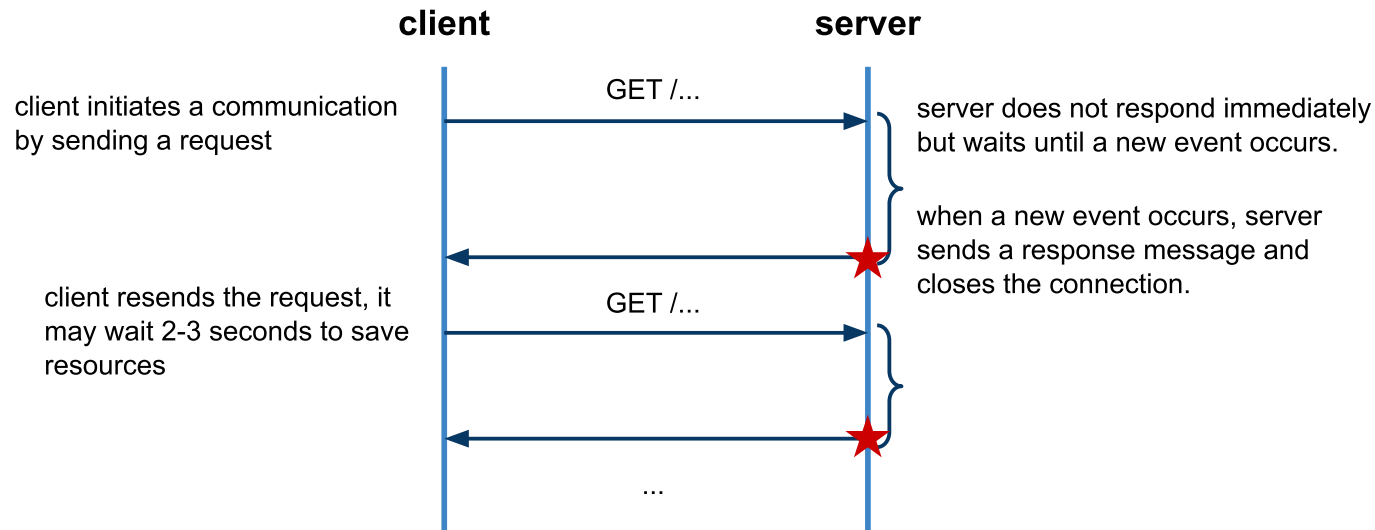 client
server
GET /...
client initiates a communication
by sending a request
server does not respond immediately
but waits until a new event occurs.
when a new event occurs, server
sends a response message and
closes the connection.
client resends the request, it
may wait 2-3 seconds to save
resources
GET /...
...